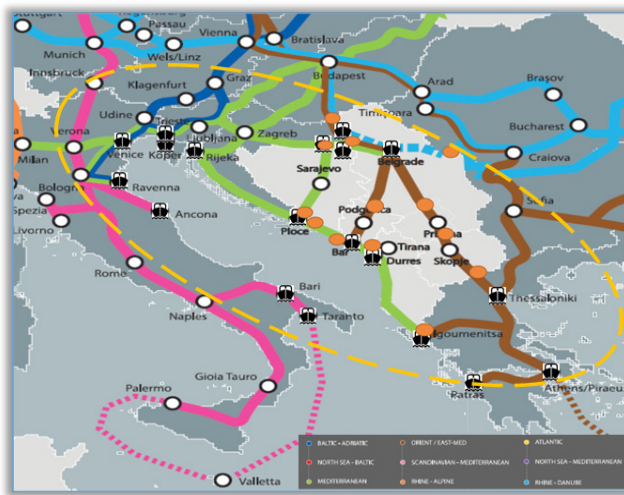 Stuttgart
Regensburg
Passau
Munich
Wels/Linz
Vienna
Bratislava
Innsbruck
Klagenfurt
Graz
Budapest
Arad
Brașov
Timișoara
Udine
Trieste
Ljubljana
Zagreb
Bucharest
Verona
Milan
Venice
Koper
Rijeka
Belgrade
Craiova
Bologna
Ravenna
Sarajevo
Spezia
Ancona
Podgorica
Sofia
Livorno
Ploce
Bar
Tirana
Durres
Skopje
Rome
Bari
Thessaloniki
Naples
Taranto
Igoumenitsa
Gioia Tauro
Patras
Athens/Piraeus
Palermo
Valletta
BALTIC - ADRIATIC
ORIENT / EAST-MED
ATLANTIC
NORTH SEA - BALTIC
SCANDINAVIAN - MEDITERRANEAN
NORTH SEA - MEDITERRANEAN
MEDITERRANEAN
RHINE - ALPINE
RHINE - DANUBE